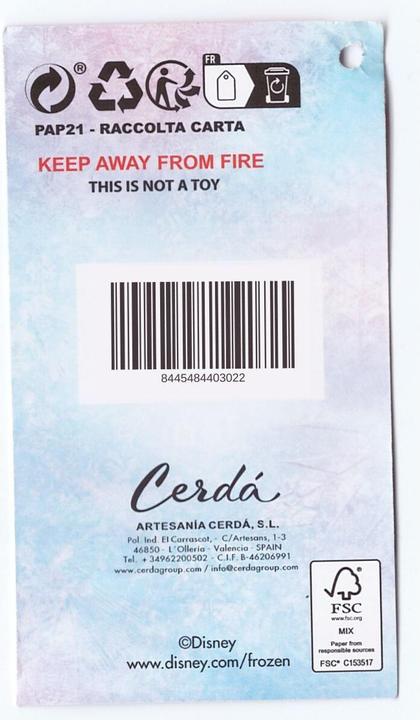 ®
FR
PAP21 - RACCOLTA CARTA
KEEP AWAY FROM FIRE
THIS IS NOT A TOY
8445484403022
Cerdá
ARTESANÍA CERDÁ, S.L.
Pol. Ind. El Carrascot, · C/Artesans, 1-3
46850 · L'Olleria · Valencia · SPAIN
Tel. + 34962200502 · C.I.F. B-46206991
www.cerdagroup.com / info@cerdagroup.com
FSC
www.fsc.org
MIX
Paper from
responsible sources
FSC® C153517
©Disney
www.disney.com/frozen